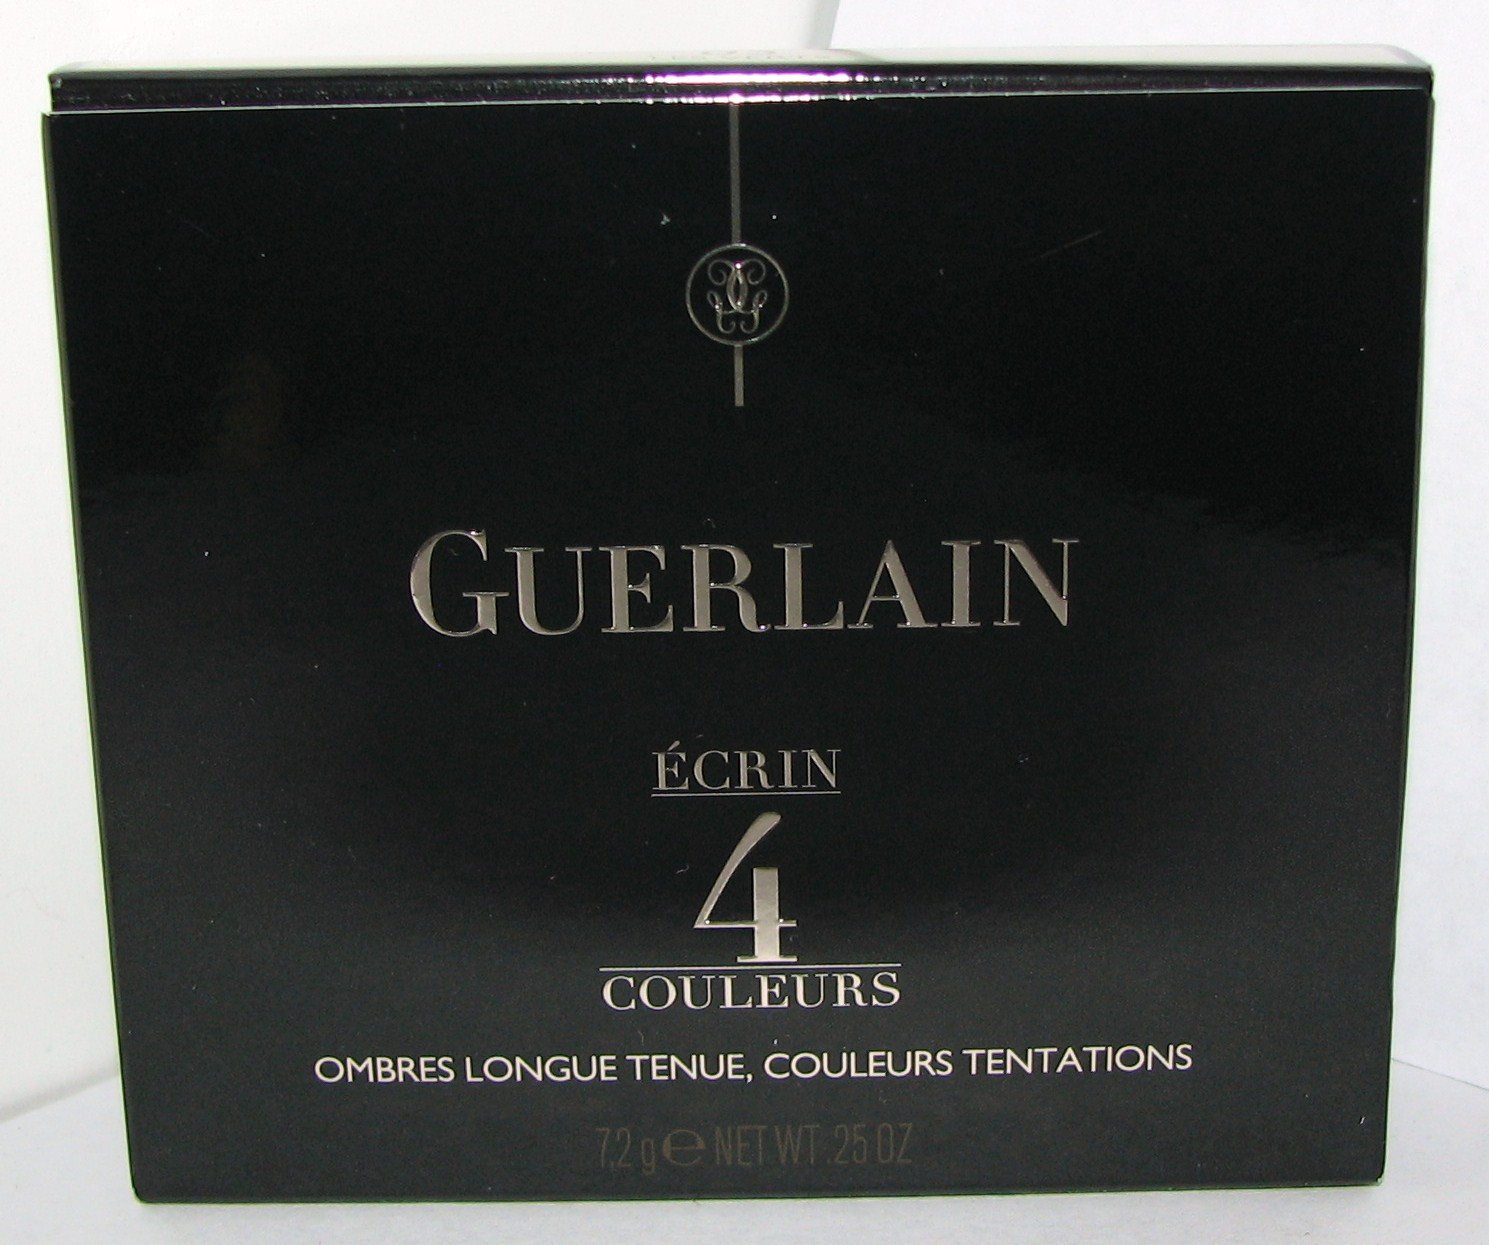 GUERLAIN
ÉCRIN
4
COULEURS
OMBRES LONGUE TENUE, COULEURS TENTATIONS
7.2 g ℮ NET WT .25 OZ